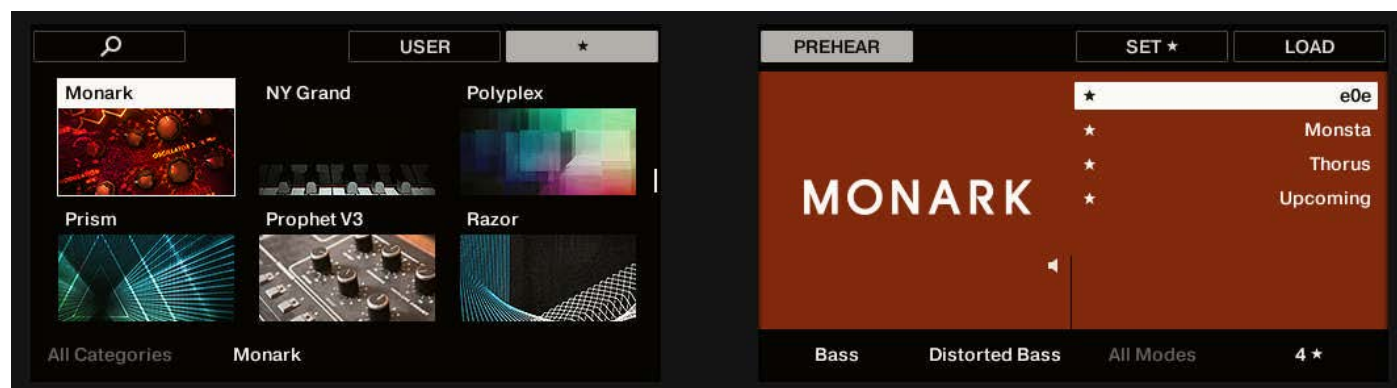 USER ★
Monark NY Grand Polyplex
Prism Prophet V3 Razor
All Categories Monark
PREHEAR SET ★ LOAD
MONARK
★ e0e
★ Monsta
★ Thorus
★ Upcoming
Bass Distorted Bass All Modes 4 ★